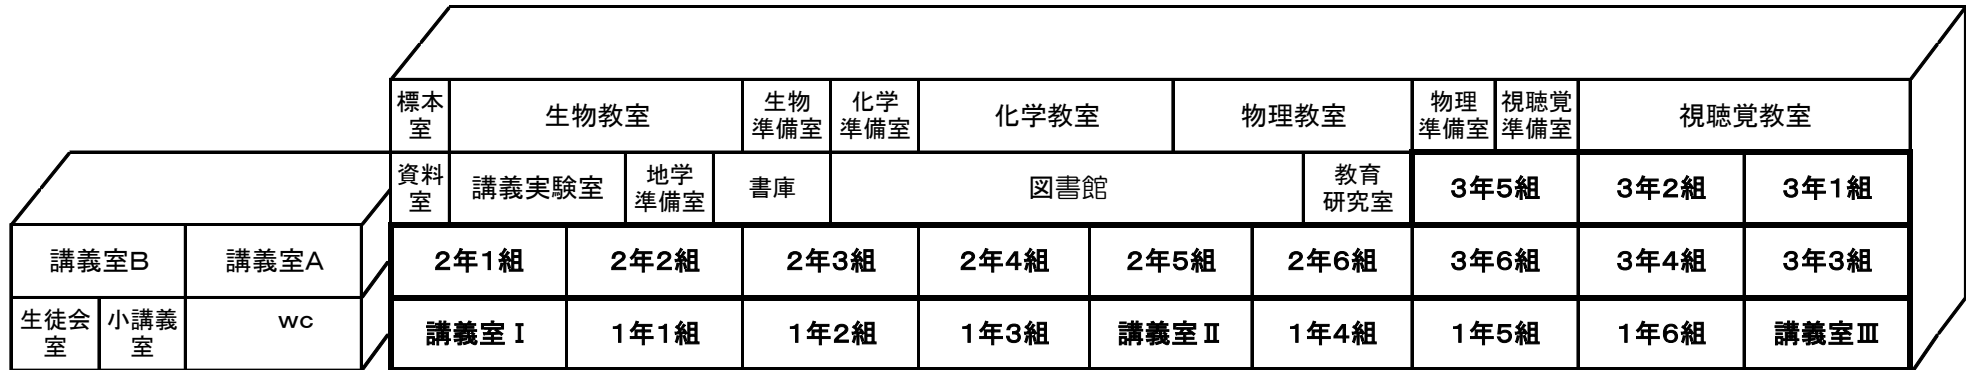 標本室 生物教室 生物準備室 化学準備室 化学教室 物理教室 物理準備室 視聴覚準備室 視聴覚教室
資料室 講義実験室 地学準備室 書庫 図書館 教育研究室 3年5組 3年2組 3年1組
講義室B 講義室A 2年1組 2年2組 2年3組 2年4組 2年5組 2年6組 3年6組 3年4組 3年3組
生徒会室 小講義室 WC 講義室Ⅰ 1年1組 1年2組 1年3組 講義室Ⅱ 1年4組 1年5組 1年6組 講義室Ⅲ